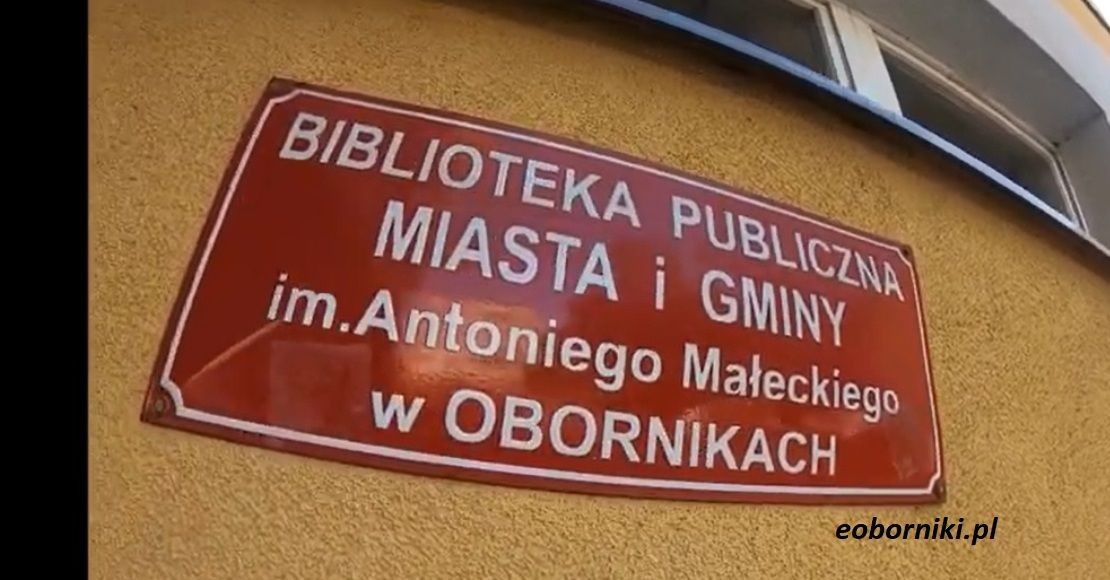 BIBLIOTEKA PUBLICZNA
MIASTA i GMINY
im.Antoniego Małeckiego
w OBORNIKACH
eoborniki.pl